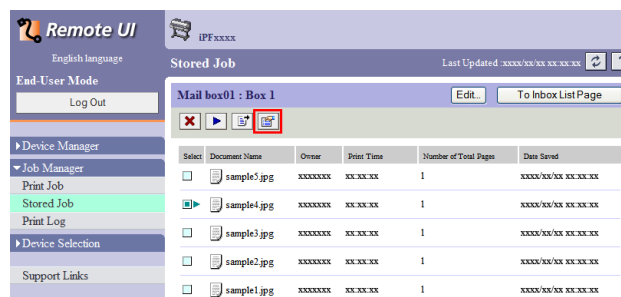 Remote UI
iPFxxxx
English language
Stored Job
Last Updated :xxxx/xx/xx xx:xx:xx
End-User Mode
Log Out
Mail box01 : Box 1
Edit...
To Inbox List Page
Device Manager
Job Manager
Print Job
Stored Job
Print Log
Device Selection
Support Links
Select Document Name Owner Print Time Number of Total Pages Date Saved
sample5.jpg xxxxxxx xx:xx:xx 1 xxxx/xx/xx xx:xx:xx
sample4.jpg xxxxxxx xx:xx:xx 1 xxxx/xx/xx xx:xx:xx
sample3.jpg xxxxxxx xx:xx:xx 1 xxxx/xx/xx xx:xx:xx
sample2.jpg xxxxxxx xx:xx:xx 1 xxxx/xx/xx xx:xx:xx
sample1.jpg xxxxxxx xx:xx:xx 1 xxxx/xx/xx xx:xx:xx